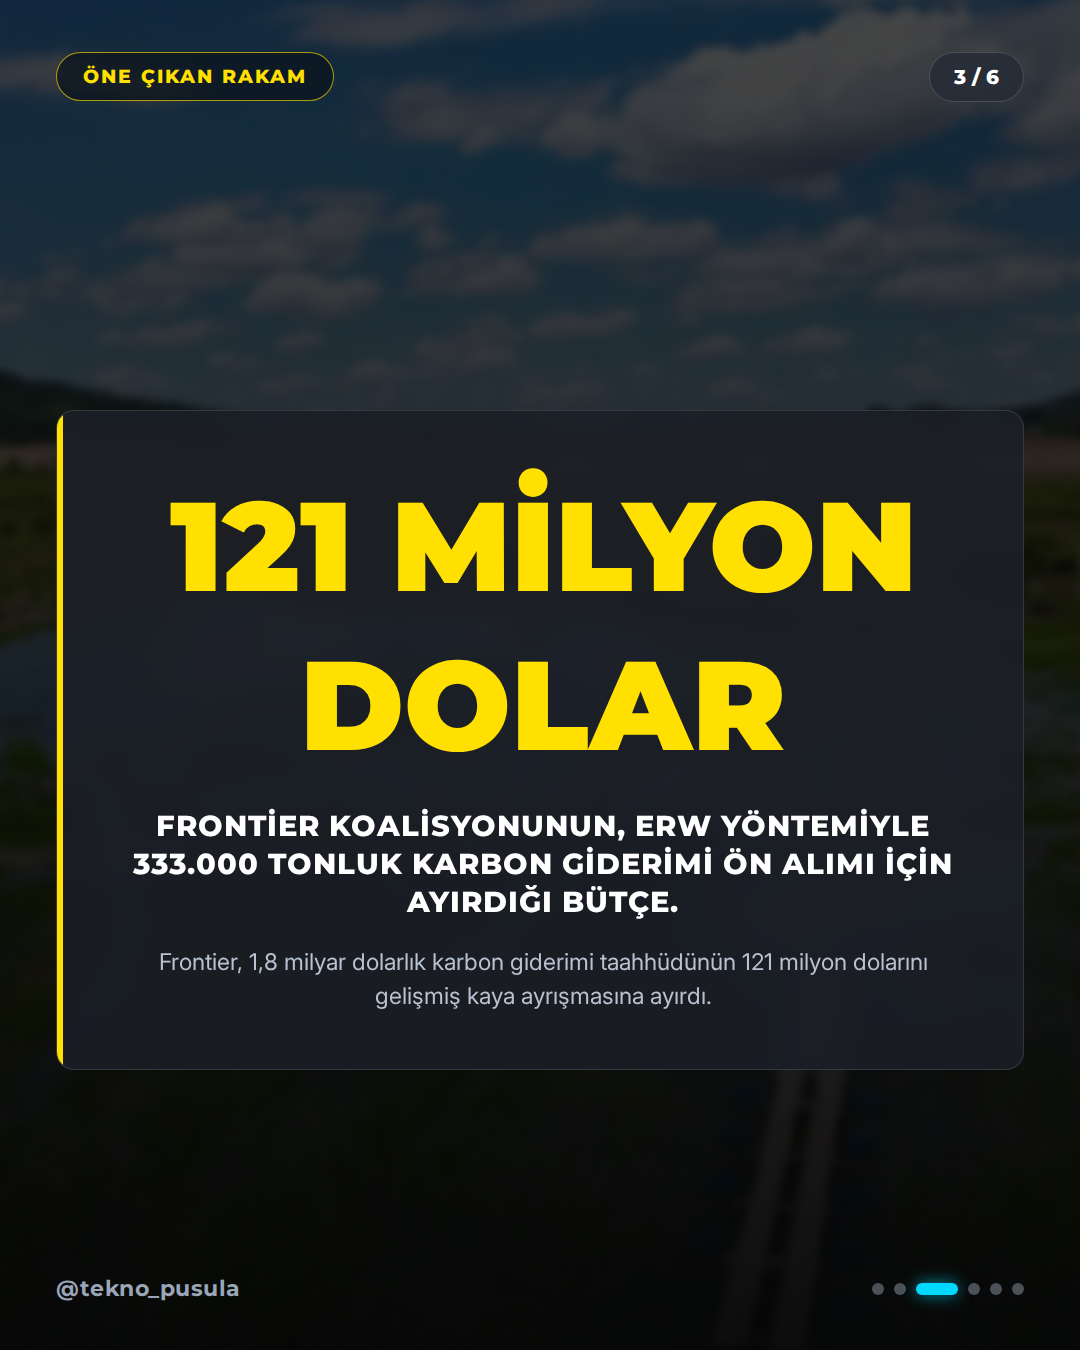 ÖNE ÇIKAN RAKAM
3 / 6
121 MİLYON
DOLAR
FRONTİER KOALİSYONUNUN, ERW YÖNTEMİYLE
333.000 TONLUK KARBON GİDERİMİ ÖN ALIMI İÇİN
AYIRDIĞI BÜTÇE.
Frontier, 1,8 milyar dolarlık karbon giderimi taahhüdünün 121 milyon dolarını
gelişmiş kaya ayrışmasına ayırdı.
@tekno_pusula